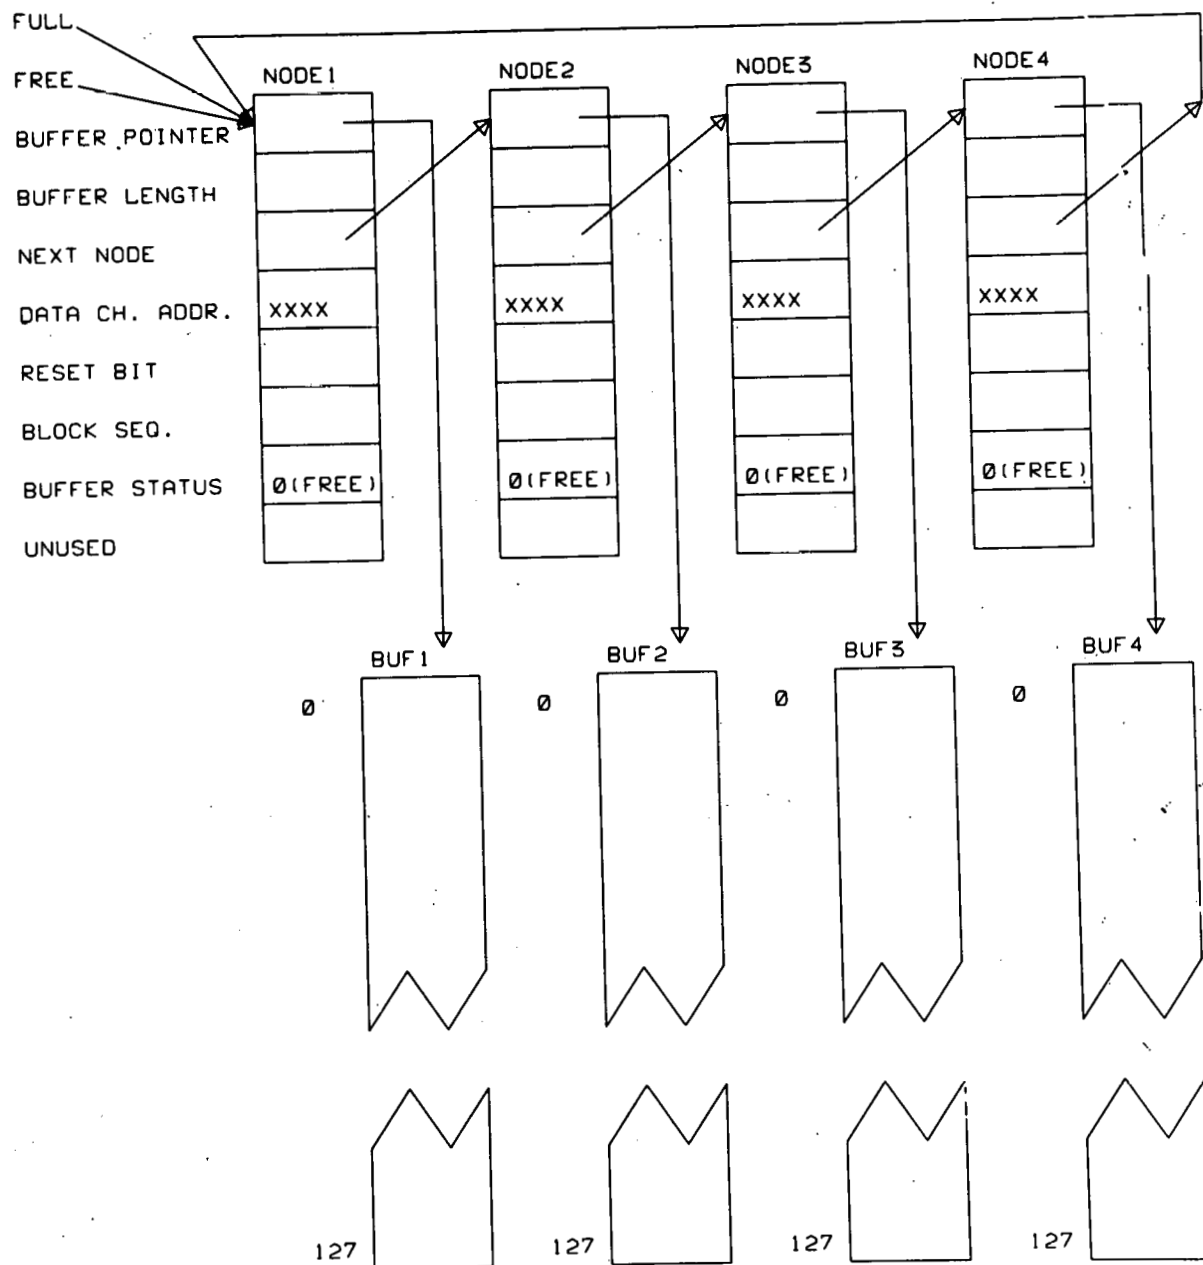 FULL
FREE
NODE1 NODE2 NODE3 NODE4
BUFFER POINTER
BUFFER LENGTH
NEXT NODE
DATA CH. ADDR. XXXX XXXX XXXX XXXX
RESET BIT
BLOCK SEQ.
BUFFER STATUS 0(FREE) 0(FREE) 0(FREE) 0(FREE)
UNUSED
BUF1 BUF2 BUF3 BUF4
0 0 0 0
127 127 127 127